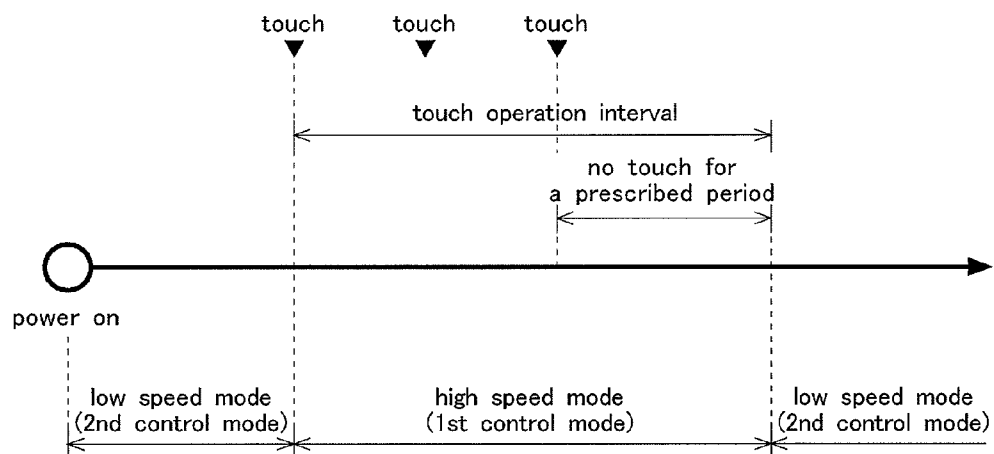 touch touch touch
touch operation interval
no touch for
a prescribed period
power on
low speed mode
(2nd control mode)
high speed mode
(1st control mode)
low speed mode
(2nd control mode)